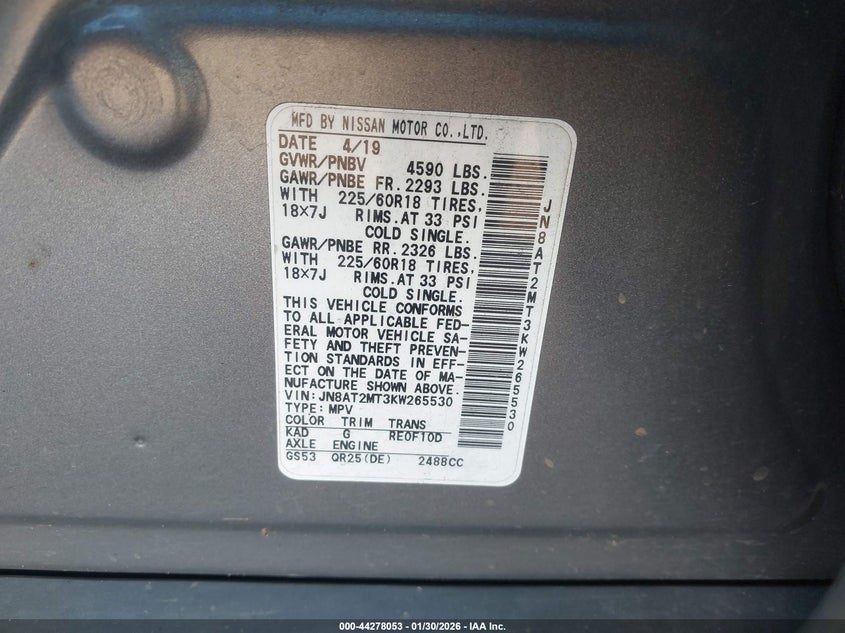 MFD BY NISSAN MOTOR CO.,LTD.
DATE 4/19
GVWR/PNBV 4590 LBS.
GAWR/PNBE FR. 2293 LBS.
WITH 225/60R18 TIRES,
18×7J RIMS.AT 33 PSI
COLD SINGLE.
GAWR/PNBE RR. 2326 LBS.
WITH 225/60R18 TIRES,
18×7J RIMS.AT 33 PSI
COLD SINGLE.
THIS VEHICLE CONFORMS
TO ALL APPLICABLE FED-
ERAL MOTOR VEHICLE SA-
FETY AND THEFT PREVEN-
TION STANDARDS IN EFF-
ECT ON THE DATE OF MA-
NUFACTURE SHOWN ABOVE.
VIN:JN8AT2MT3KW265530
TYPE:MPV
COLOR TRIM TRANS
KAD G RE0F10D
AXLE ENGINE
GS53 QR25(DE) 2488CC
JN8AT2MT3KW265530
000-44278053 - 01/30/2026 - IAA Inc.